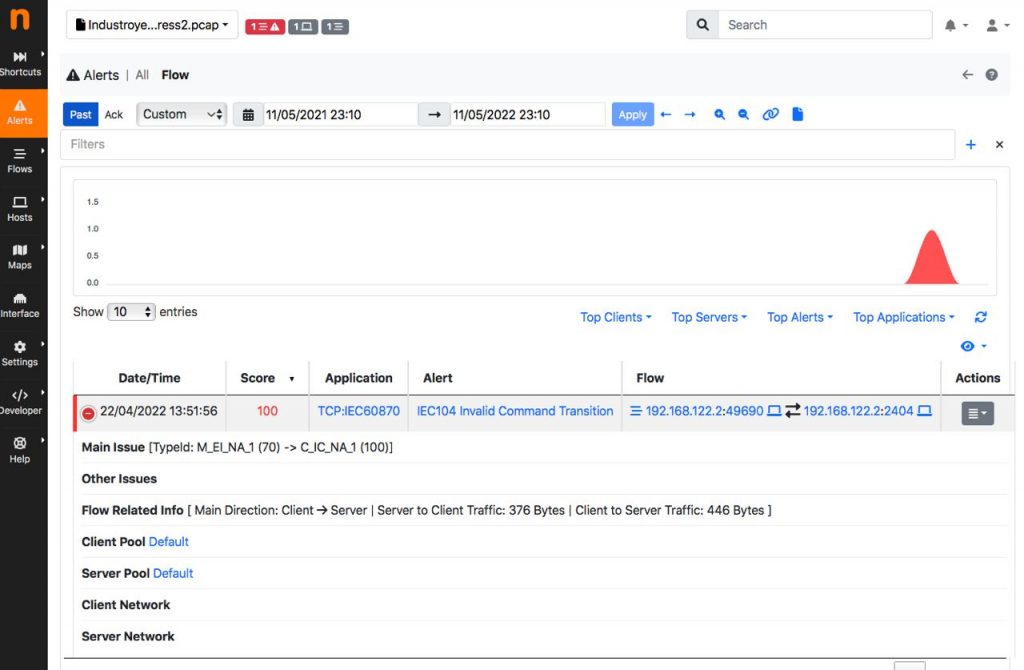 n
Industroye...ress2.pcap
1 1 1
Search
Shortcuts
Alerts
Flows
Hosts
Maps
Interface
Settings
Developer
Help
Alerts | All Flow
Past Ack Custom 11/05/2021 23:10 → 11/05/2022 23:10 Apply ← →
Filters + ×
1.5
1.0
0.5
0.0
Show 10 entries
Top Clients Top Servers Top Alerts Top Applications
Date/Time Score Application Alert Flow Actions
22/04/2022 13:51:56 100 TCP:IEC60870 IEC104 Invalid Command Transition 192.168.122.2:49690 192.168.122.2:2404
Main Issue [TypeId: M_EI_NA_1 (70) -> C_IC_NA_1 (100)]
Other Issues
Flow Related Info [ Main Direction: Client → Server | Server to Client Traffic: 376 Bytes | Client to Server Traffic: 446 Bytes ]
Client Pool Default
Server Pool Default
Client Network
Server Network